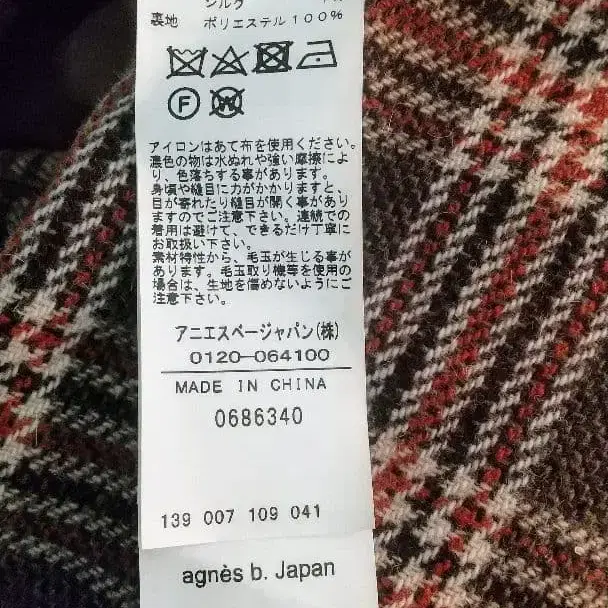 シルク
裏地 ポリエステル100%
F
W
アイロンはあて布を使用ください。
濃色の物は水ぬれや強い摩擦によ
り、色落ちする事があります。
身頃や縫目に力がかかりますと、
目が寄れたり縫目が開く事があり
ますのでご注意下さい。連続での
着用は避けて、できるだけ丁寧に
お取扱い下さい。
素材特性から、毛玉が生じる事が
あります。毛玉取り機等を使用の
場合は、生地を傷めないようにご
注意ください。
アニエスベージャパン(株)
0120-064100
MADE IN CHINA
0686340
139 007 109 041
agnès b. Japan